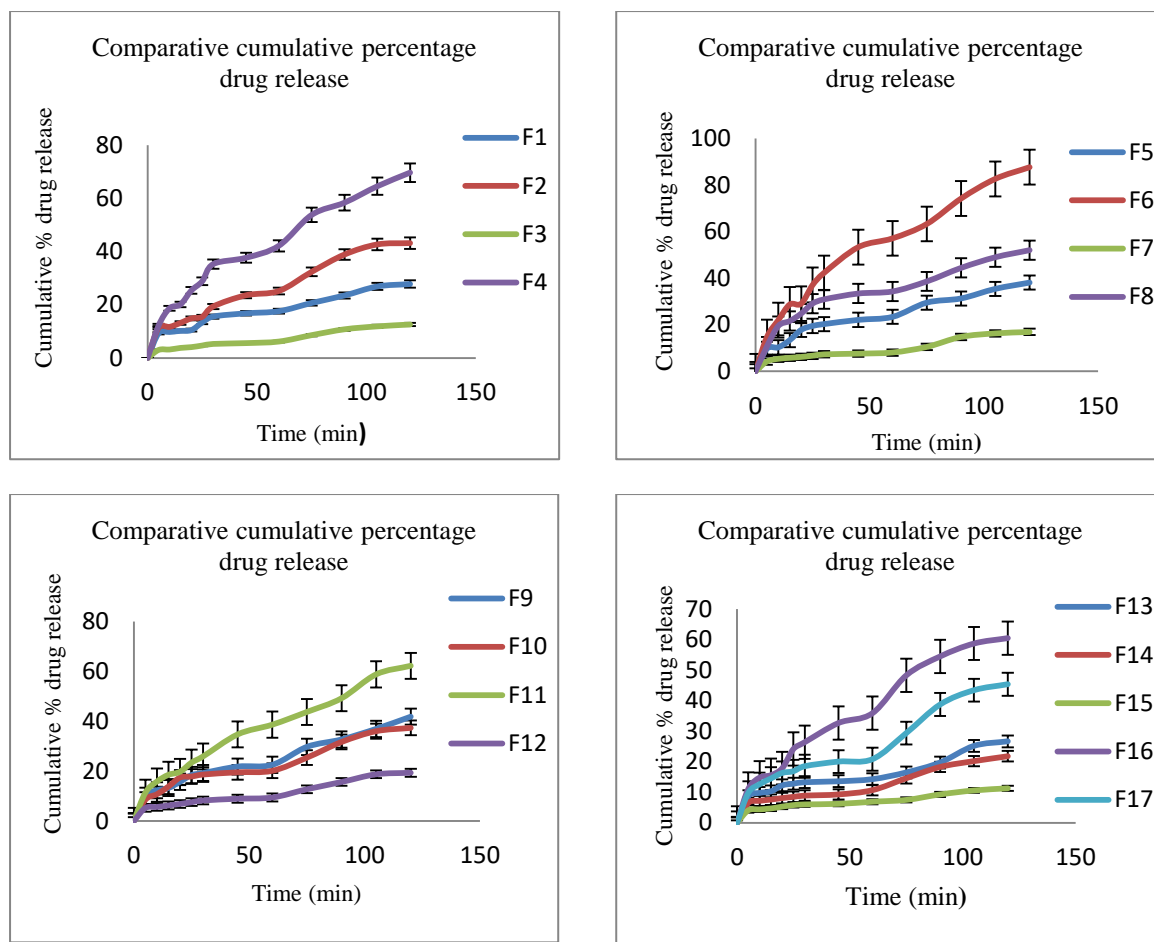 Comparative cumulative percentage
drug release
Cumulative % drug release
80
60
40
20
0
0 50 100 150
Time (min)
F1
F2
F3
F4
Comparative cumulative percentage
drug release
Cumulative % drug release
100
80
60
40
20
0
0 50 100 150
Time (min)
F5
F6
F7
F8
Comparative cumulative percentage
drug release
Cumulative % drug release
80
60
40
20
0
0 50 100 150
Time (min)
F9
F10
F11
F12
Comparative cumulative percentage
drug release
Cumulative % drug release
70
60
50
40
30
20
10
0
0 50 100 150
Time (min)
F13
F14
F15
F16
F17